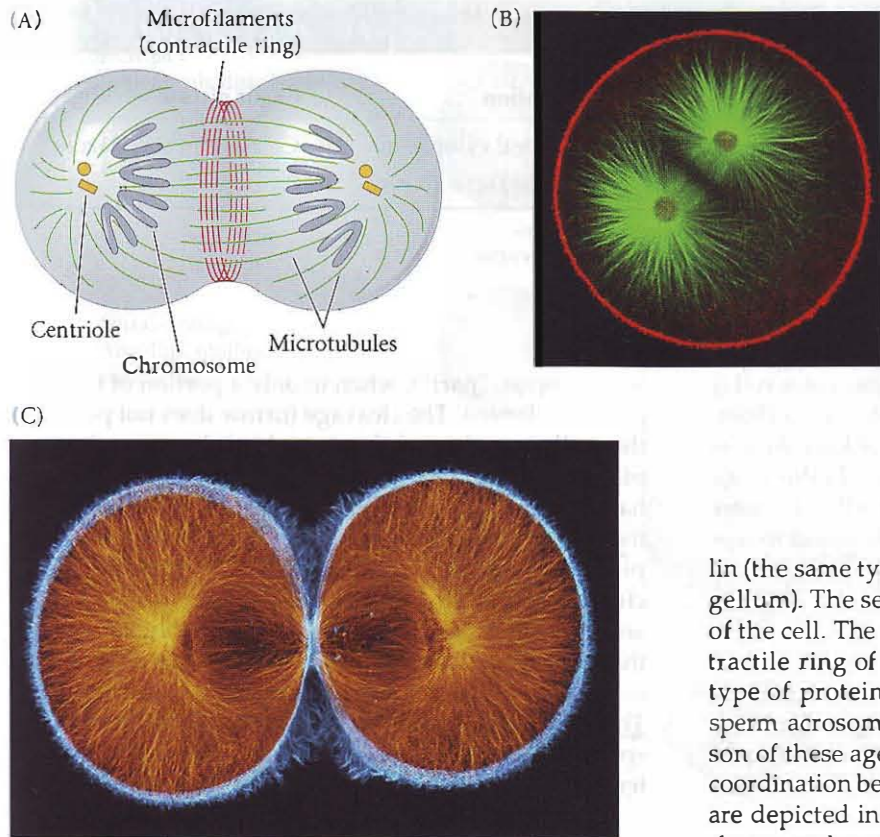 (A)
Microfilaments
(contractile ring)
Centriole
Chromosome
Microtubules
(B)
(C)
lin (the same ty
gellum). The se
of the cell. The
tractile ring of
type of protein
sperm acrosom
son of these age
coordination be
are depicted in